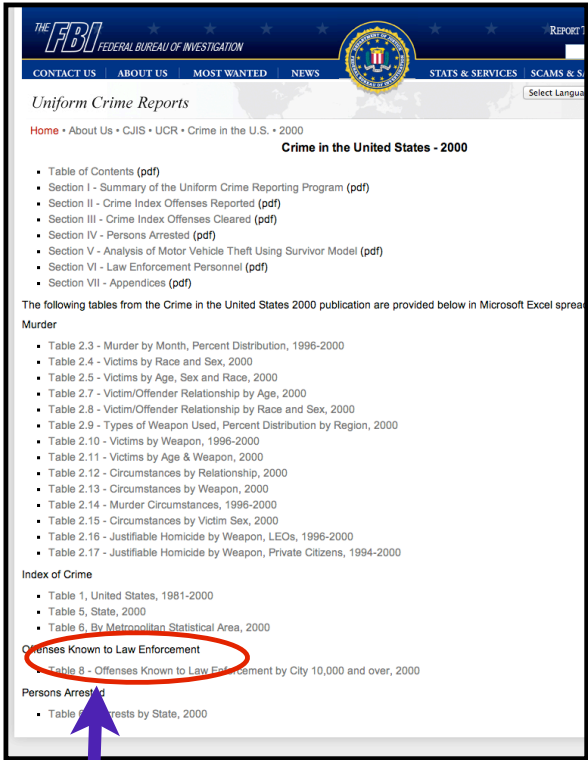 THE FBI FEDERAL BUREAU OF INVESTIGATION
REPORT T
CONTACT US ABOUT US MOST WANTED NEWS STATS & SERVICES SCAMS & SA
Uniform Crime Reports
Select Langua
Home • About Us • CJIS • UCR • Crime in the U.S. • 2000
Crime in the United States - 2000
Table of Contents (pdf)
Section I - Summary of the Uniform Crime Reporting Program (pdf)
Section II - Crime Index Offenses Reported (pdf)
Section III - Crime Index Offenses Cleared (pdf)
Section IV - Persons Arrested (pdf)
Section V - Analysis of Motor Vehicle Theft Using Survivor Model (pdf)
Section VI - Law Enforcement Personnel (pdf)
Section VII - Appendices (pdf)
The following tables from the Crime in the United States 2000 publication are provided below in Microsoft Excel sprea
Murder
Table 2.3 - Murder by Month, Percent Distribution, 1996-2000
Table 2.4 - Victims by Race and Sex, 2000
Table 2.5 - Victims by Age, Sex and Race, 2000
Table 2.7 - Victim/Offender Relationship by Age, 2000
Table 2.8 - Victim/Offender Relationship by Race and Sex, 2000
Table 2.9 - Types of Weapon Used, Percent Distribution by Region, 2000
Table 2.10 - Victims by Weapon, 1996-2000
Table 2.11 - Victims by Age & Weapon, 2000
Table 2.12 - Circumstances by Relationship, 2000
Table 2.13 - Circumstances by Weapon, 2000
Table 2.14 - Murder Circumstances, 1996-2000
Table 2.15 - Circumstances by Victim Sex, 2000
Table 2.16 - Justifiable Homicide by Weapon, LEOs, 1996-2000
Table 2.17 - Justifiable Homicide by Weapon, Private Citizens, 1994-2000
Index of Crime
Table 1, United States, 1981-2000
Table 5, State, 2000
Table 6, By Metropolitan Statistical Area, 2000
Offenses Known to Law Enforcement
Table 8 - Offenses Known to Law Enforcement by City 10,000 and over, 2000
Persons Arrested
Table Arrests by State, 2000